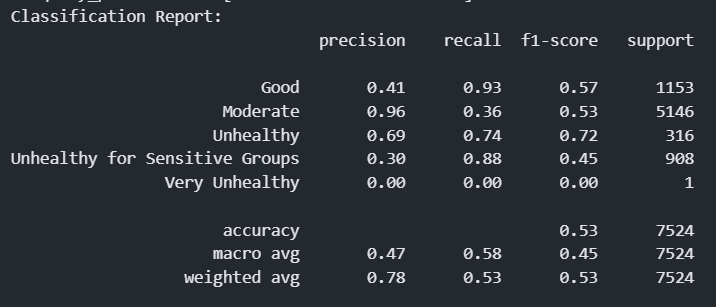 Classification Report:
precision recall f1-score support
Good 0.41 0.93 0.57 1153
Moderate 0.96 0.36 0.53 5146
Unhealthy 0.69 0.74 0.72 316
Unhealthy for Sensitive Groups 0.30 0.88 0.45 908
Very Unhealthy 0.00 0.00 0.00 1
accuracy 0.53 7524
macro avg 0.47 0.58 0.45 7524
weighted avg 0.78 0.53 0.53 7524